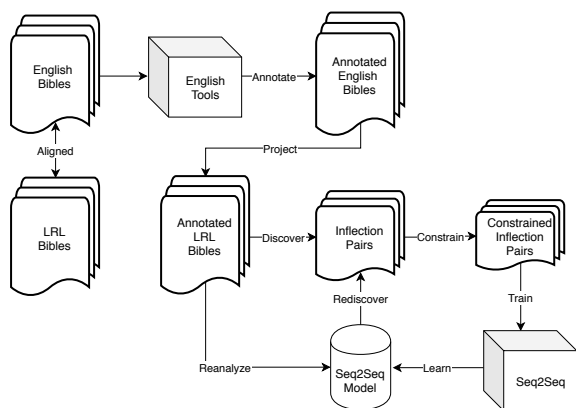 English
Bibles
English
Tools
Annotate
Annotated
English
Bibles
Aligned
Project
LRL
Bibles
Annotated
LRL
Bibles
Discover
Inflection
Pairs
Constrain
Constrained
Inflection
Pairs
Rediscover
Train
Reanalyze
Seq2Seq
Model
Learn
Seq2Seq